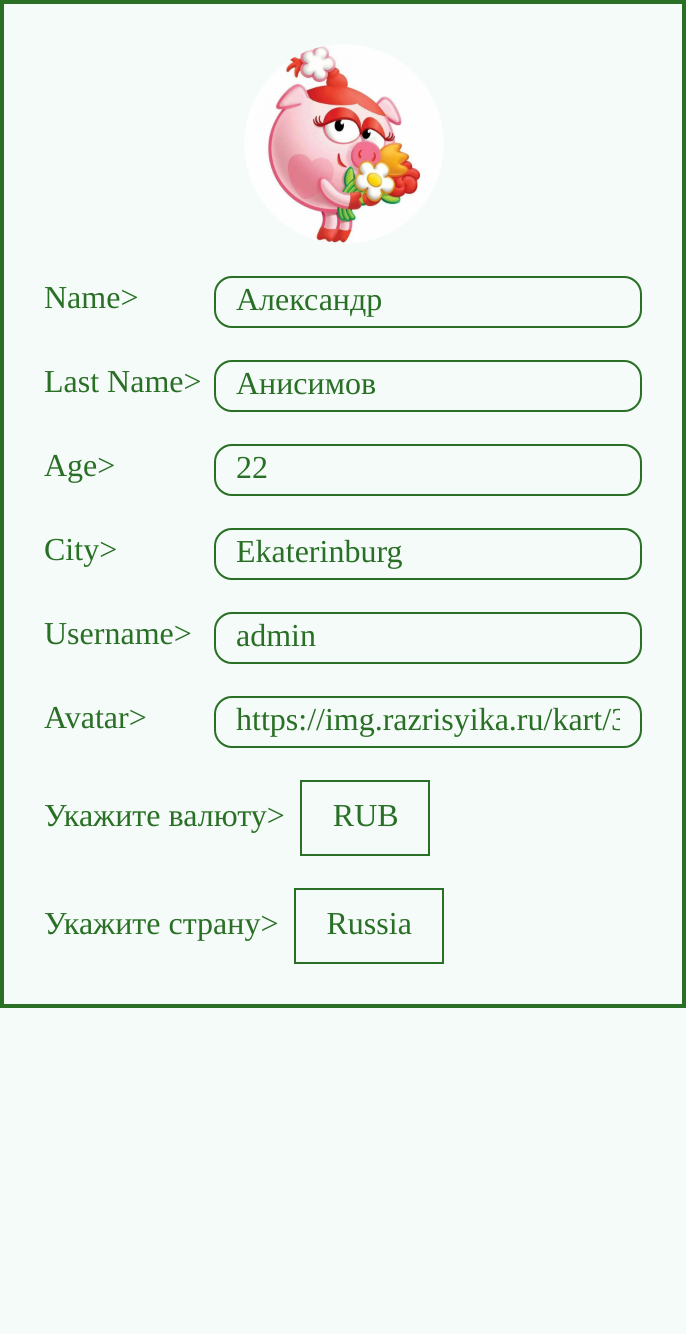 Name> Александр
Last Name> Анисимов
Age> 22
City> Ekaterinburg
Username> admin
Avatar> https://img.razrisyika.ru/kart/3
Укажите валюту> RUB
Укажите страну> Russia